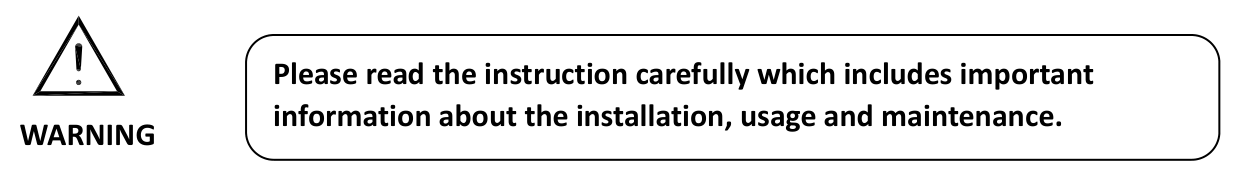 WARNING
Please read the instruction carefully which includes important
information about the installation, usage and maintenance.